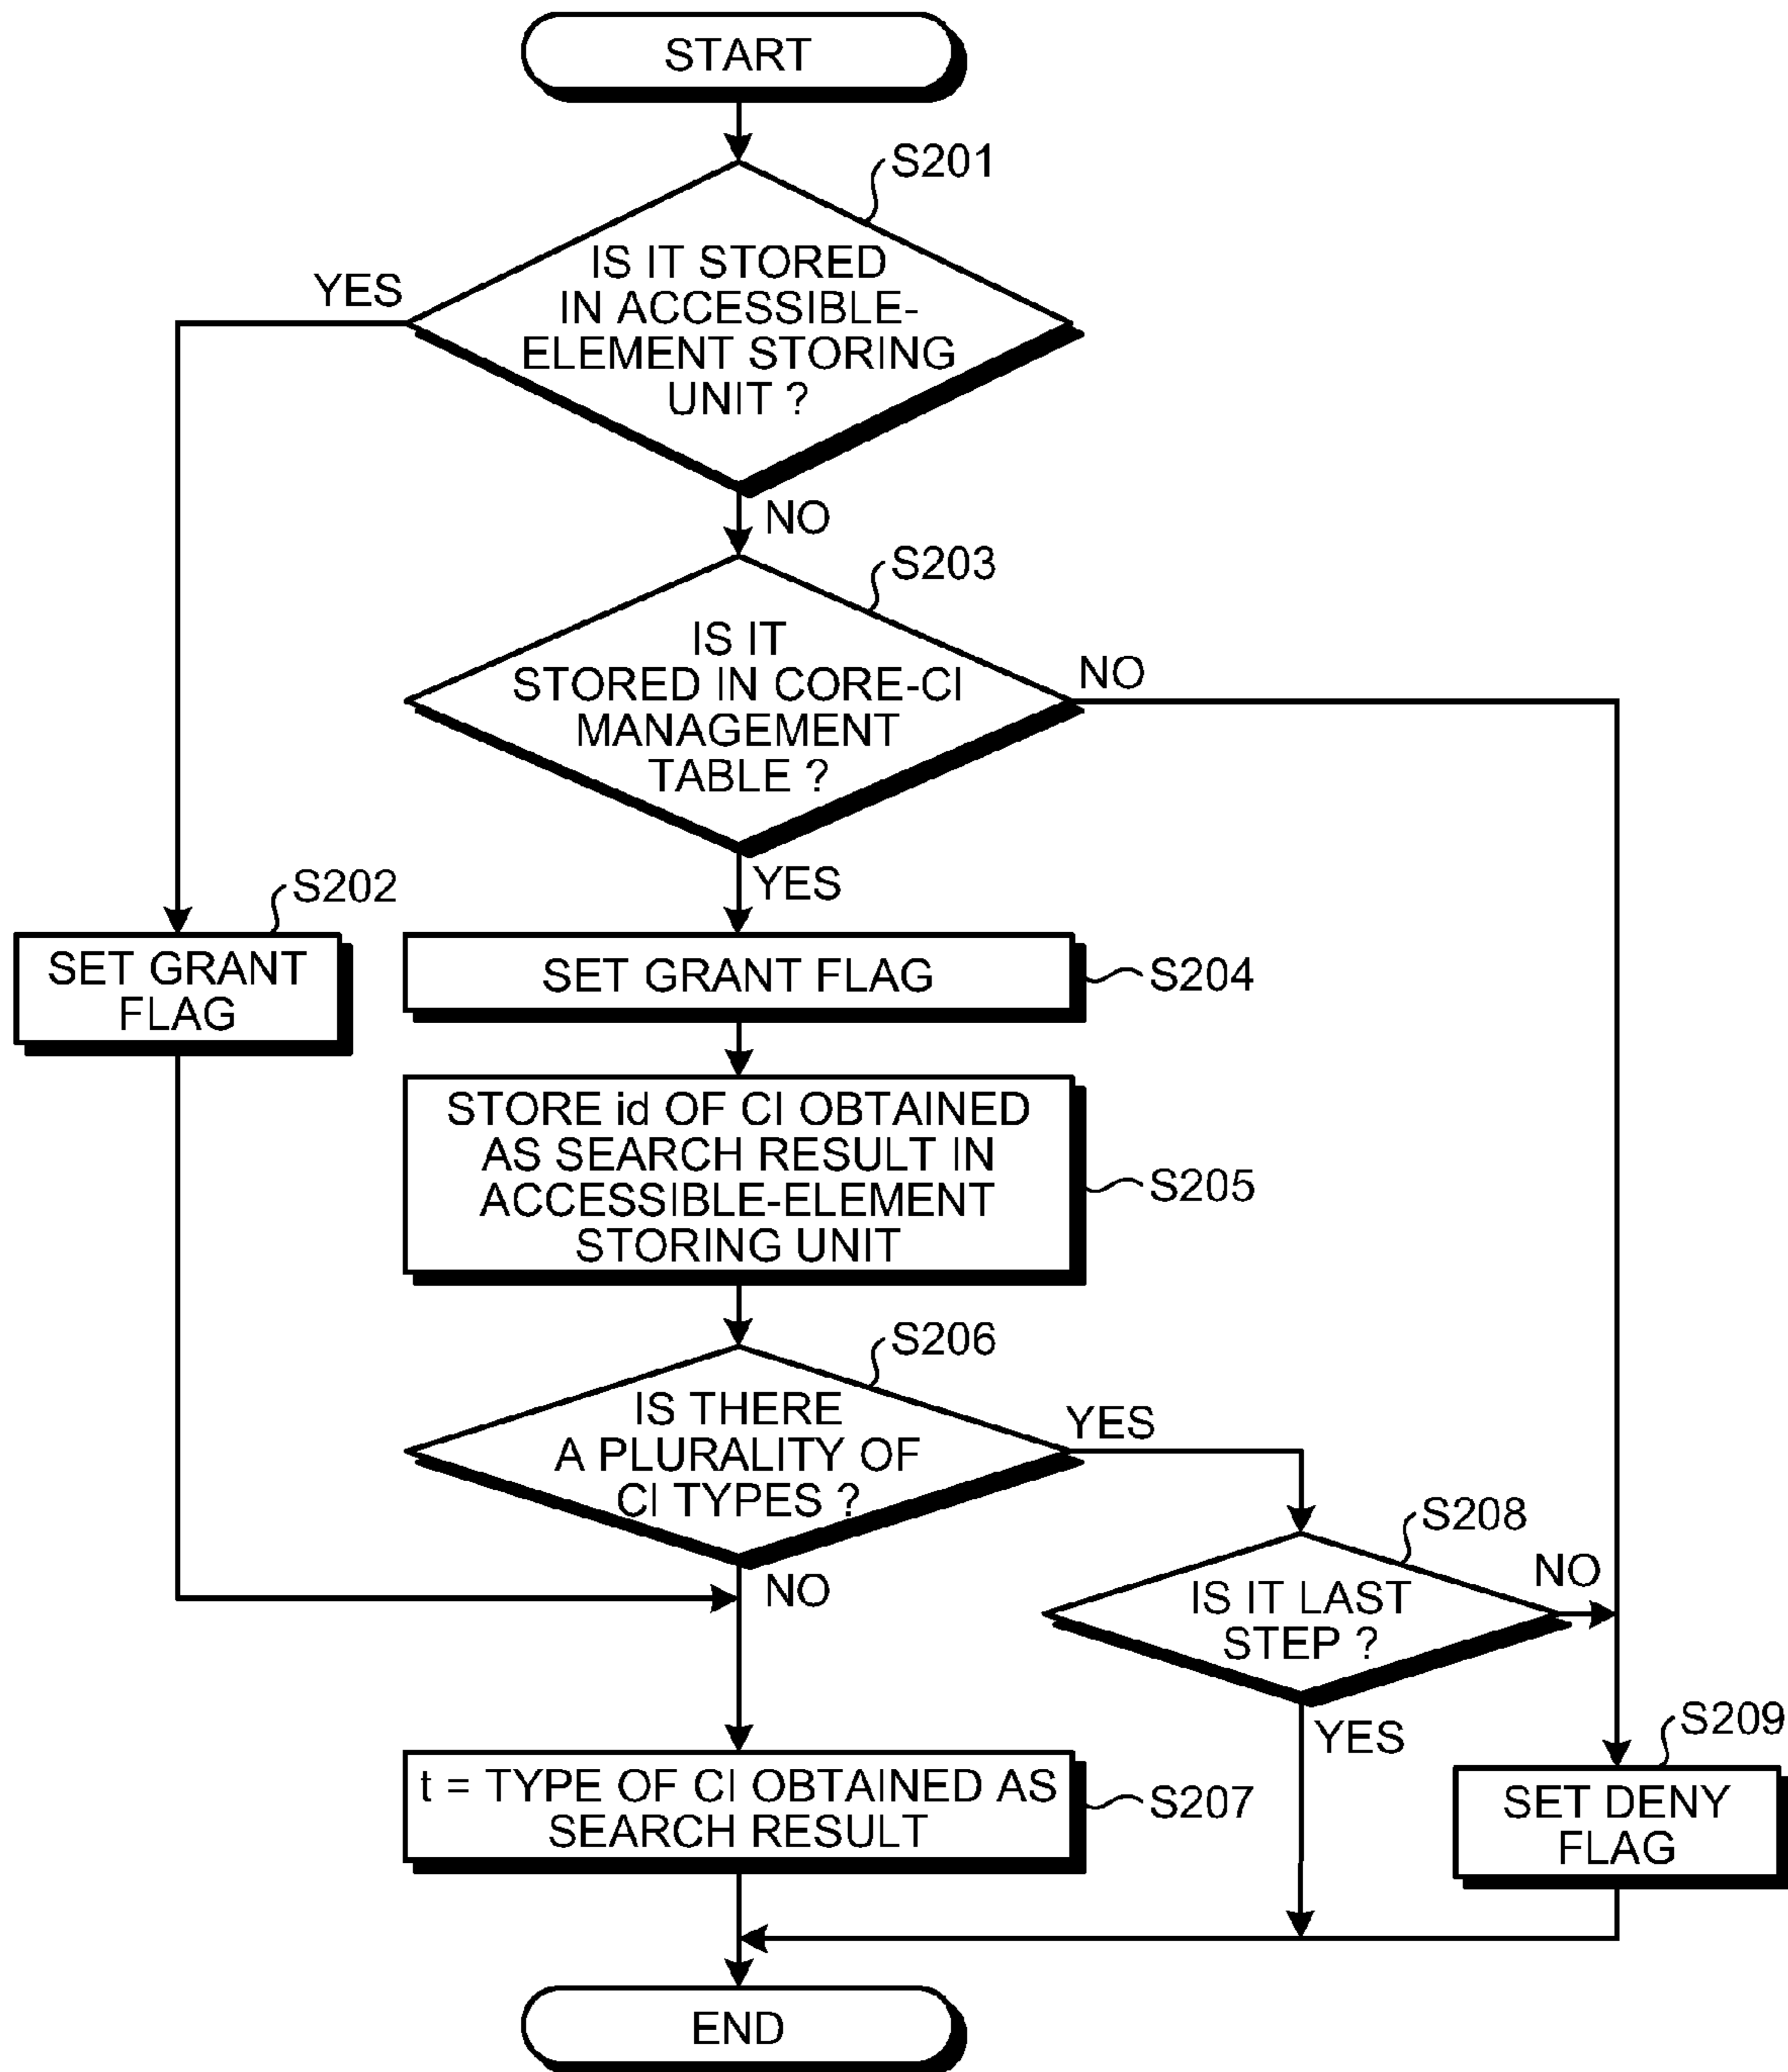 START
S201
IS IT STORED
IN ACCESSIBLE-
ELEMENT STORING
UNIT ?
YES
NO
S203
IS IT
STORED IN CORE-CI
MANAGEMENT
TABLE ?
NO
YES
S202
SET GRANT
FLAG
SET GRANT FLAG
S204
STORE id OF CI OBTAINED
AS SEARCH RESULT IN
ACCESSIBLE-ELEMENT
STORING UNIT
S205
S206
IS THERE
A PLURALITY OF
CI TYPES ?
YES
NO
S208
IS IT LAST
STEP ?
NO
YES
S209
SET DENY
FLAG
t = TYPE OF CI OBTAINED AS
SEARCH RESULT
S207
END